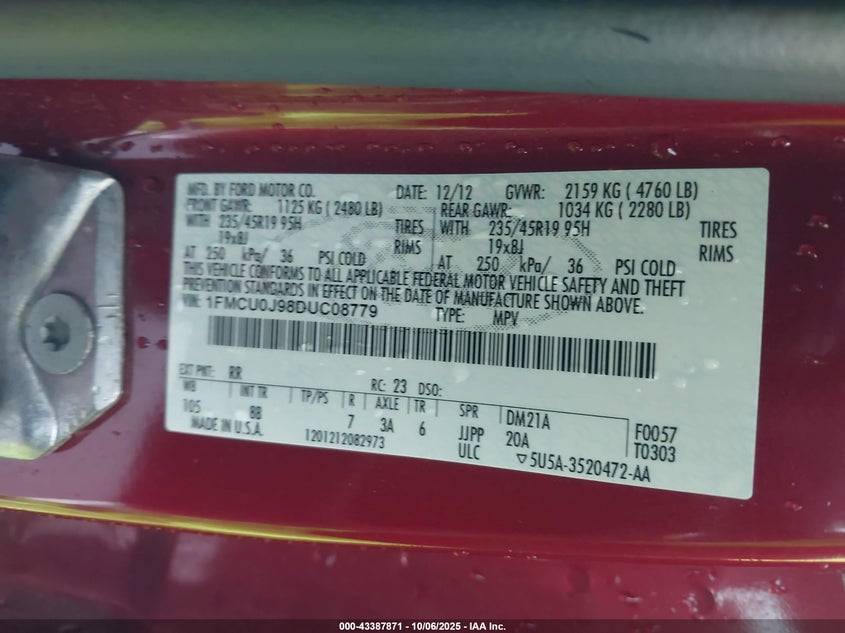 MFD. BY FORD MOTOR CO. DATE: 12/12 GVWR: 2159 KG ( 4760 LB)
FRONT GAWR: 1125 KG ( 2480 LB) REAR GAWR: 1034 KG ( 2280 LB)
WITH 235/45R19 95H TIRES WITH 235/45R19 95H TIRES
19x8J RIMS 19x8J RIMS
AT 250 kPa/ 36 PSI COLD AT 250 kPa/ 36 PSI COLD
THIS VEHICLE CONFORMS TO ALL APPLICABLE FEDERAL MOTOR VEHICLE SAFETY AND THEFT
PREVENTION STANDARDS IN EFFECT ON THE DATE OF MANUFACTURE SHOWN ABOVE.
VIN: 1FMCU0J98DUC08779 TYPE: MPV
EXT PNT: RR RC: 23 DSO:
WB INT TR TP/PS R AXLE TR SPR DM21A F0057
105 8B 7 3A 6 JJPP 20A T0303
MADE IN U.S.A. 1201212082973 ULC ▽5U5A-3520472-AA
000-43387871 | 10/06/2025 - IAA Inc.